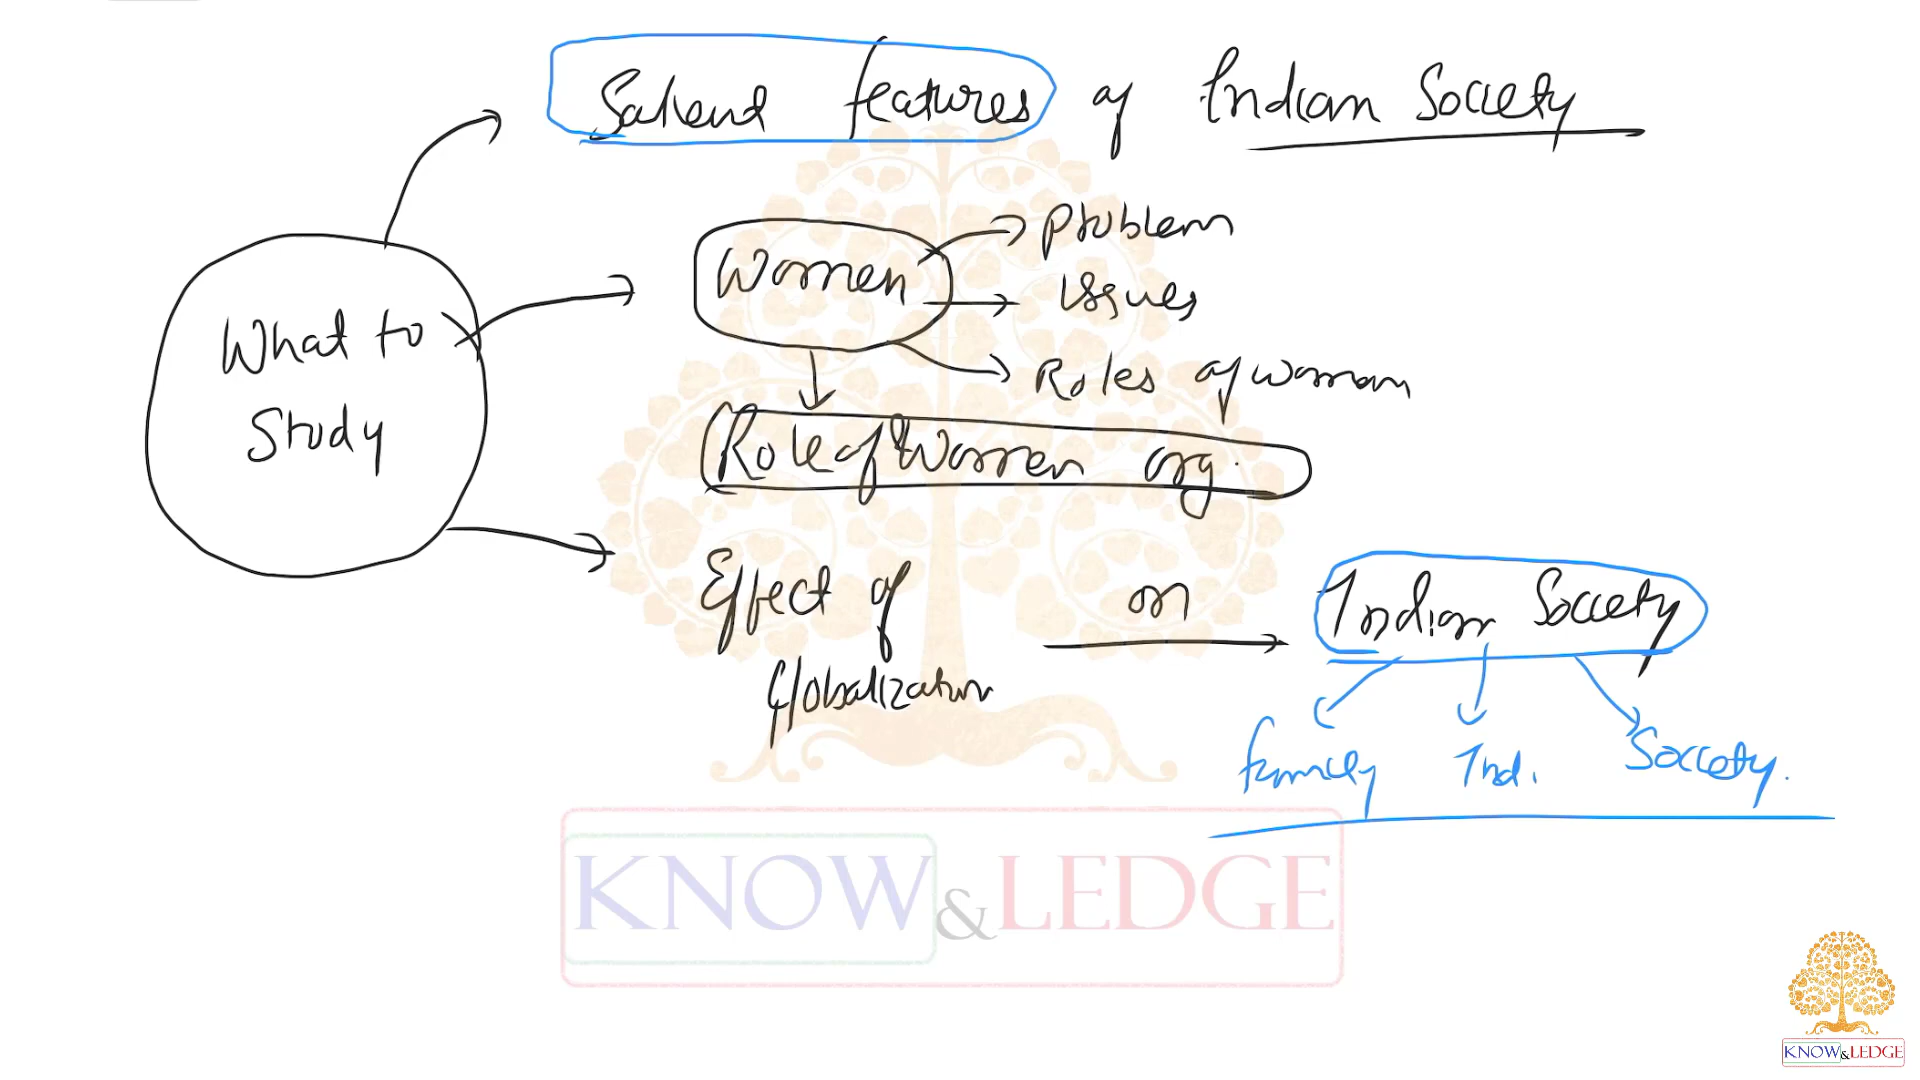 Salient features of Indian Society
What to
Study
Women
Problem
Issues
Roles of woman
Role of Women org.
Effect of
Globalization
on
Indian Society
family
Ind.
Society.
KNOW&LEDGE
KNOW&LEDGE